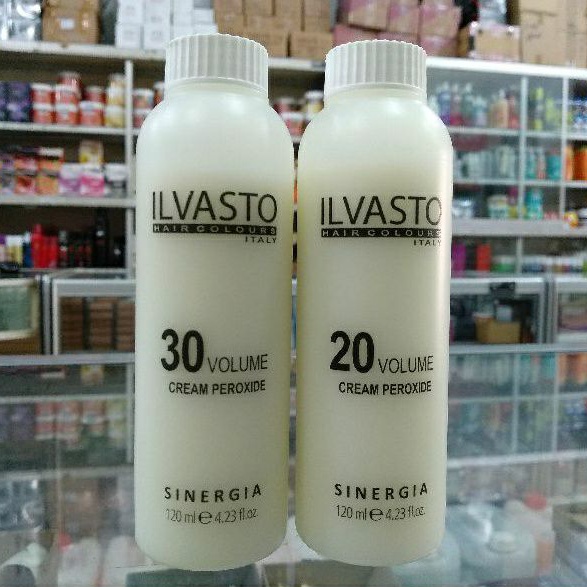 ILVASTO
HAIR COLOURS
ITALY
30 VOLUME
CREAM PEROXIDE
SINERGIA
120 ml ℮ 4.23 fl.oz.
ILVASTO
HAIR COLOURS
ITALY
20 VOLUME
CREAM PEROXIDE
SINERGIA
120 ml ℮ 4.23 fl.oz.